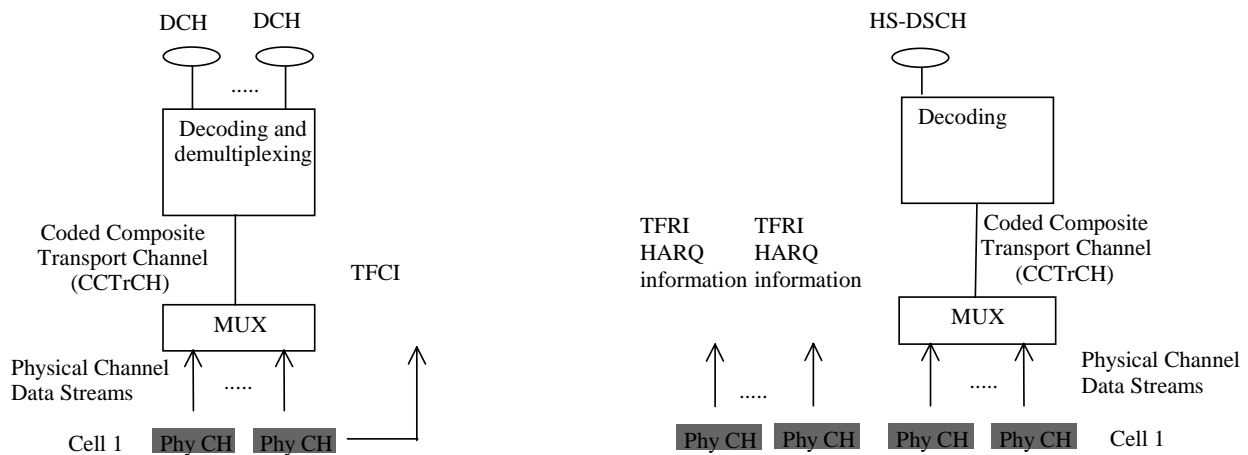 DCH
DCH
.....
Decoding and
demultiplexing
Coded Composite
Transport Channel
(CCTrCH)
TFCI
MUX
Physical Channel
Data Streams
.....
Cell 1
Phy CH
Phy CH
HS-DSCH
Decoding
TFRI
HARQ
information
TFRI
HARQ
information
Coded Composite
Transport Channel
(CCTrCH)
MUX
Physical Channel
Data Streams
.....
.....
Phy CH
Phy CH
Phy CH
Phy CH
Cell 1